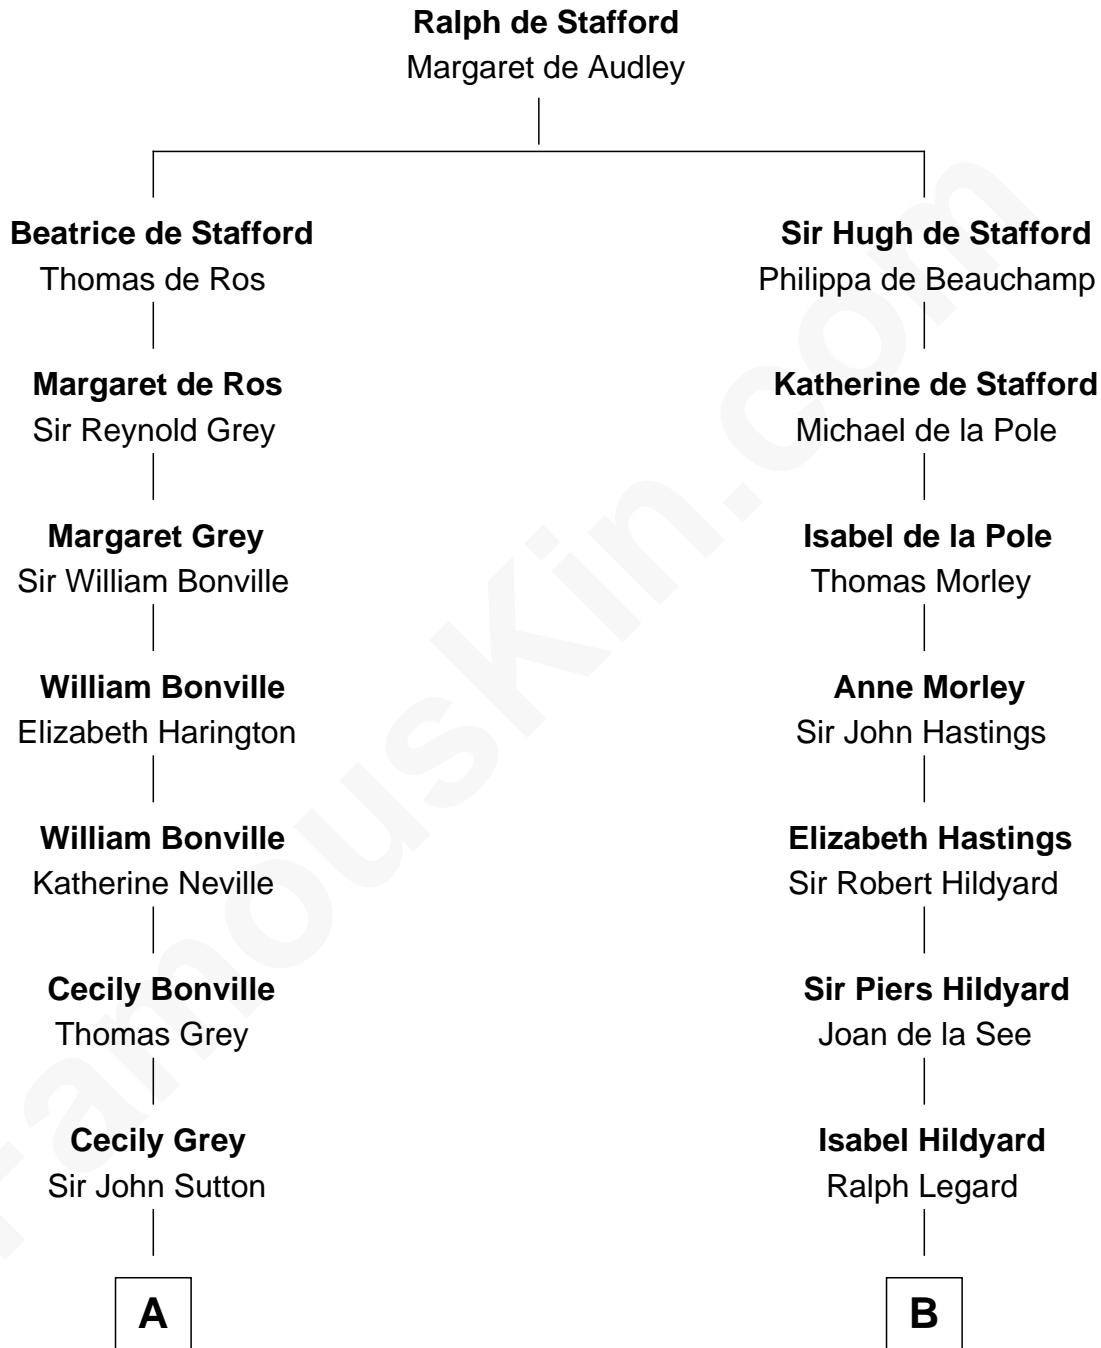 Ralph de Stafford
Margaret de Audley
Beatrice de Stafford
Thomas de Ros
Sir Hugh de Stafford
Philippa de Beauchamp
Margaret de Ros
Sir Reynold Grey
Katherine de Stafford
Michael de la Pole
Margaret Grey
Sir William Bonville
Isabel de la Pole
Thomas Morley
William Bonville
Elizabeth Harington
Anne Morley
Sir John Hastings
William Bonville
Katherine Neville
Elizabeth Hastings
Sir Robert Hildyard
Cecily Bonville
Thomas Grey
Sir Piers Hildyard
Joan de la See
Cecily Grey
Sir John Sutton
Isabel Hildyard
Ralph Legard
A
B
FamousKin.com